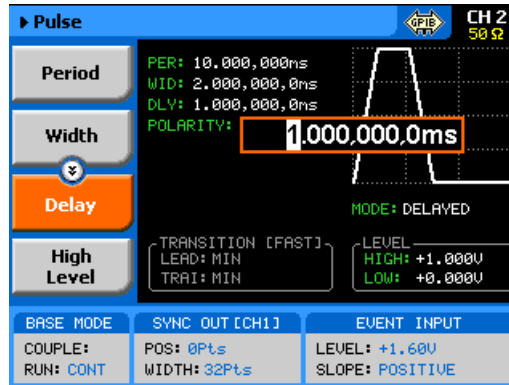 Pulse
GPIB
CH 2
50 Ω
Period
Width
Delay
High
Level
PER: 10.000,000ms
WID: 2.000,000,0ms
DLY: 1.000,000,0ms
POLARITY:
1.000,000,0ms
MODE: DELAYED
TRANSITION [FAST]
LEAD: MIN
TRAI: MIN
LEVEL
HIGH: +1.000V
LOW: +0.000V
BASE MODE
COUPLE:
RUN: CONT
SYNC OUT [CH1]
POS: 0Pts
WIDTH: 32Pts
EVENT INPUT
LEVEL: +1.60V
SLOPE: POSITIVE